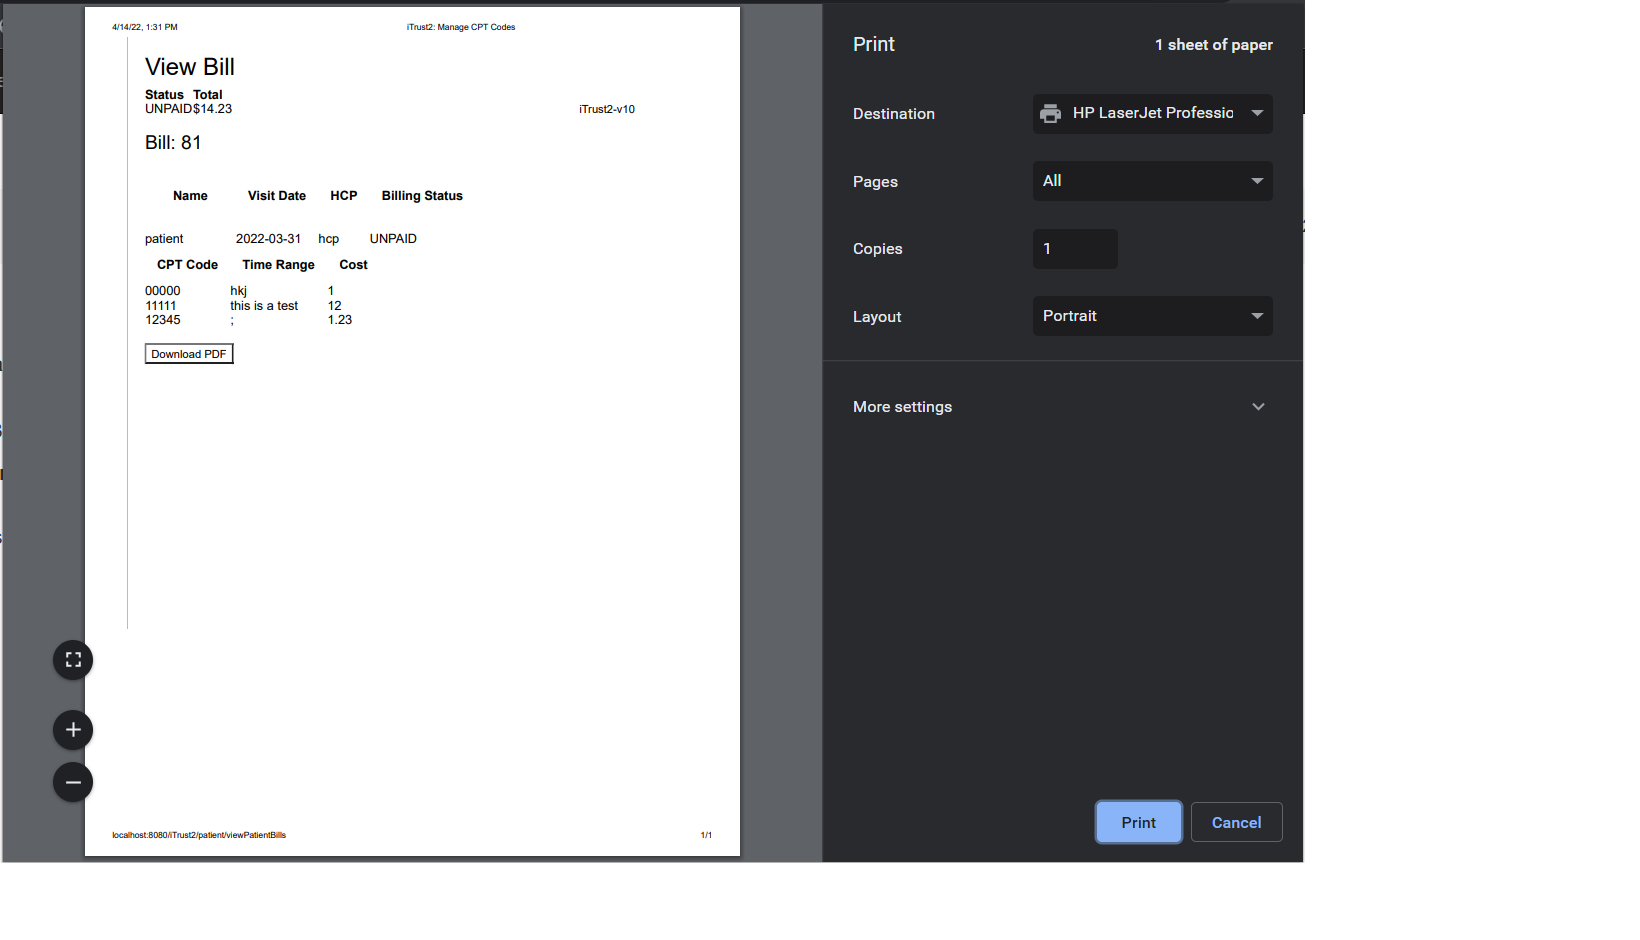 4/14/22, 1:31 PM iTrust2: Manage CPT Codes
View Bill
Status Total
UNPAID$14.23 iTrust2-v10
Bill: 81
Name Visit Date HCP Billing Status
patient 2022-03-31 hcp UNPAID
CPT Code Time Range Cost
00000 hkj 1
11111 this is a test 12
12345 ; 1.23
Download PDF
localhost:8080/iTrust2/patient/viewPatientBills 1/1
Print 1 sheet of paper
Destination HP LaserJet Professio
Pages All
Copies 1
Layout Portrait
More settings
Print Cancel